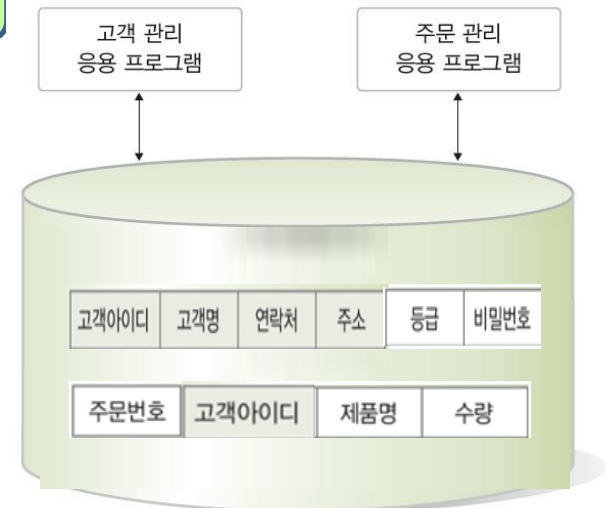 고객 관리 주문 관리
응용 프로그램 응용 프로그램
고객아이디 고객명 연락처 주소 등급 비밀번호
주문번호 고객아이디 제품명 수량